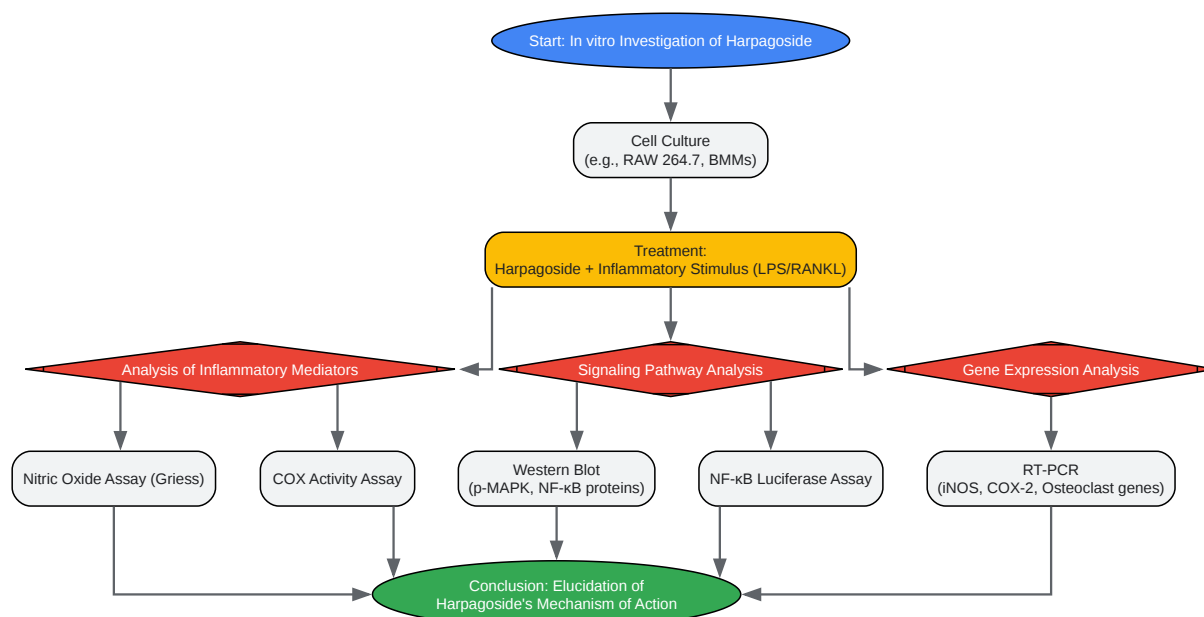 Start: In vitro Investigation of Harpagoside
Cell Culture
(e.g., RAW 264.7, BMMs)
Treatment:
Harpagoside + Inflammatory Stimulus (LPS/RANKL)
Analysis of Inflammatory Mediators
Signaling Pathway Analysis
Gene Expression Analysis
Nitric Oxide Assay (Griess)
COX Activity Assay
Western Blot
(p-MAPK, NF-κB proteins)
NF-κB Luciferase Assay
RT-PCR
(iNOS, COX-2, Osteoclast genes)
Conclusion: Elucidation of
Harpagoside's Mechanism of Action